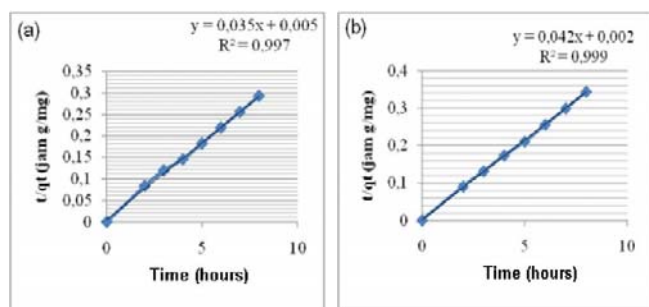 (a)
y = 0,035x + 0,005
R² = 0,997
0,35
0,3
0,25
0,2
0,15
0,1
0,05
0
t/qt (jam g/mg)
0
5
10
Time (hours)
(b)
y = 0,042x + 0,002
R² = 0,999
0,4
0,3
0,2
0,1
0
t/qt (jam g/mg)
0
5
10
Time (hours)